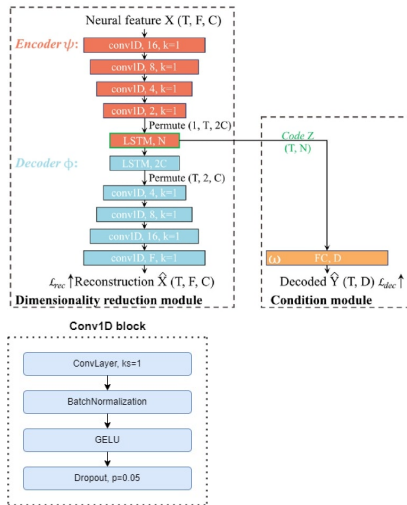 Neural feature X (T, F, C)
Encoder ψ:
conv1D, 16, k=1
conv1D, 8, k=1
conv1D, 4, k=1
conv1D, 2, k=1
Permute (1, T, 2C)
LSTM, N
Code Z
(T, N)
Decoder ϕ:
LSTM, 2C
Permute (T, 2, C)
conv1D, 4, k=1
conv1D, 8, k=1
conv1D, 16, k=1
conv1D, F, k=1
ω FC, D
ℒrec ↑ Reconstruction X̂ (T, F, C)
Decoded Ŷ (T, D) ℒdec ↑
Dimensionality reduction module
Condition module
Conv1D block
ConvLayer, ks=1
BatchNormalization
GELU
Dropout, p=0.05